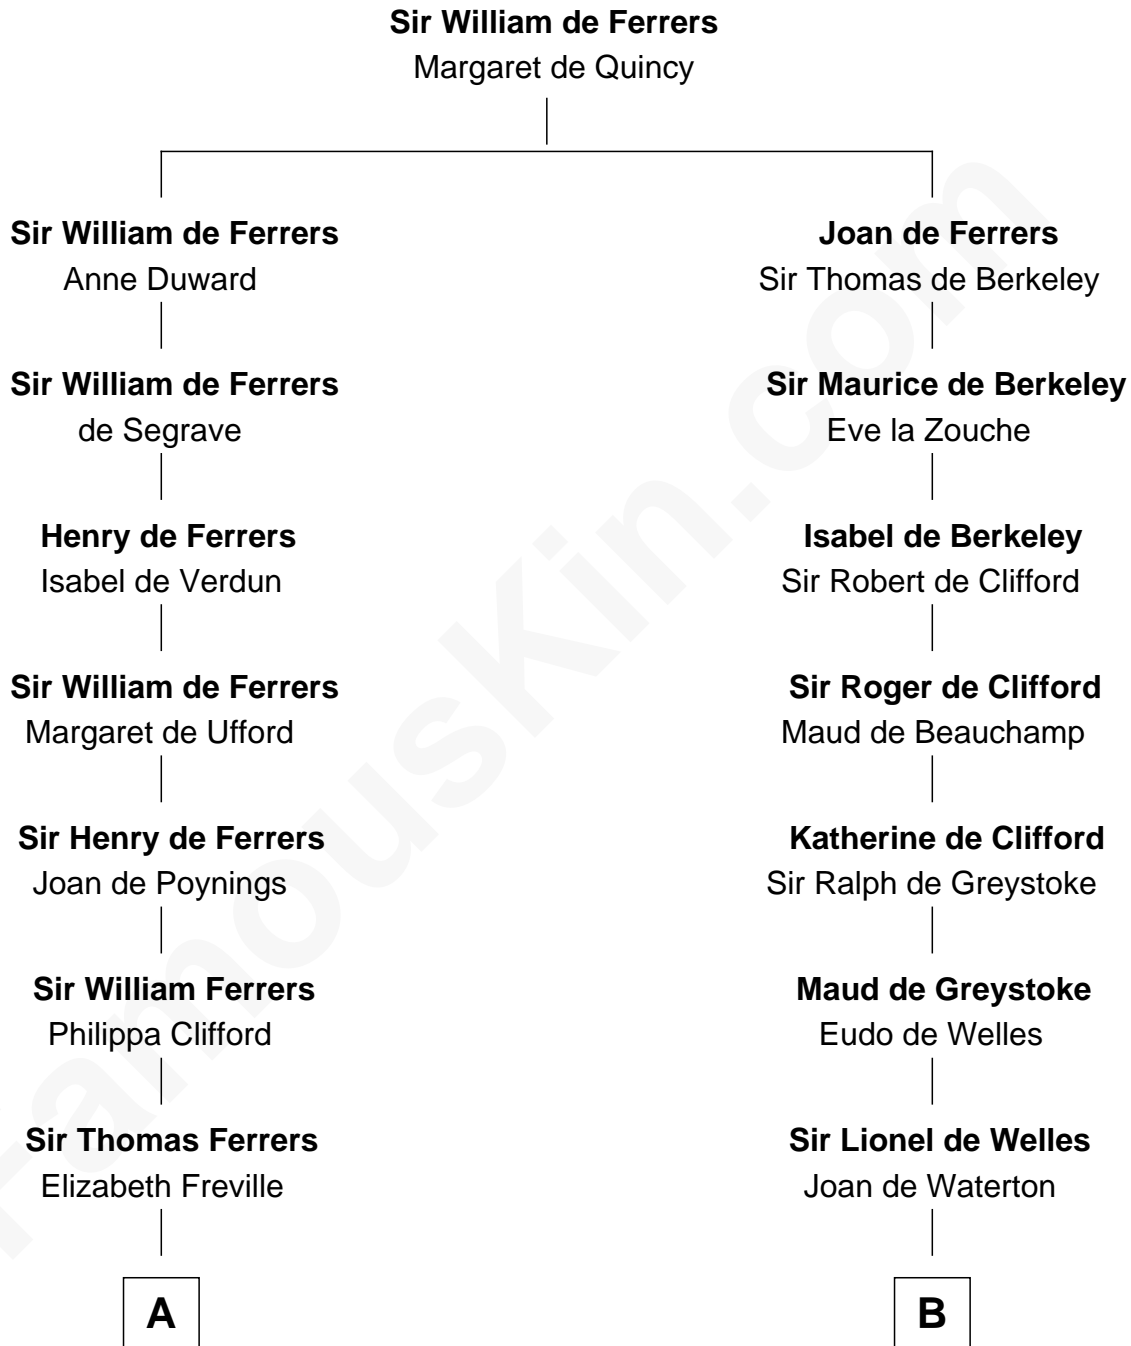 Sir William de Ferrers
Margaret de Quincy
Sir William de Ferrers
Anne Duward
Sir William de Ferrers
de Segrave
Henry de Ferrers
Isabel de Verdun
Sir William de Ferrers
Margaret de Ufford
Sir Henry de Ferrers
Joan de Poynings
Sir William Ferrers
Philippa Clifford
Sir Thomas Ferrers
Elizabeth Freville
A
Joan de Ferrers
Sir Thomas de Berkeley
Sir Maurice de Berkeley
Eve la Zouche
Isabel de Berkeley
Sir Robert de Clifford
Sir Roger de Clifford
Maud de Beauchamp
Katherine de Clifford
Sir Ralph de Greystoke
Maud de Greystoke
Eudo de Welles
Sir Lionel de Welles
Joan de Waterton
B
FamousKin.com